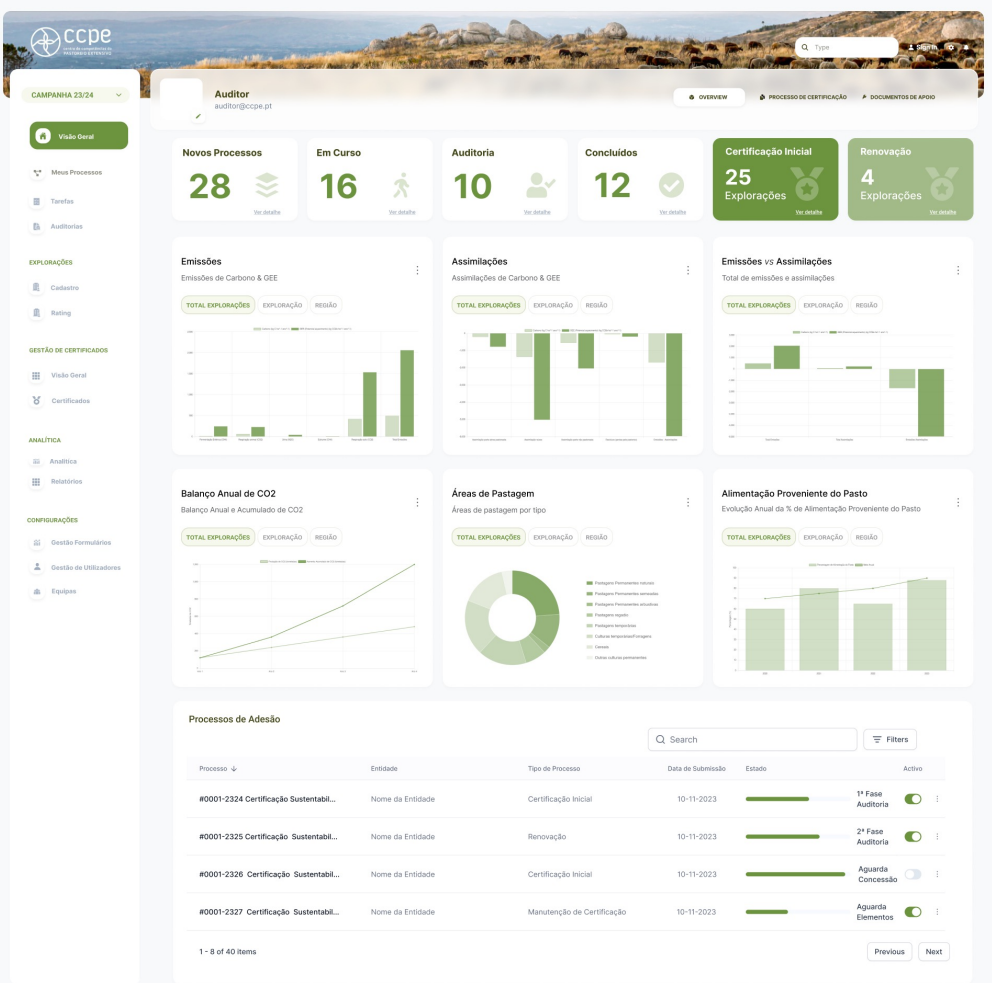 ccpe
centro de competências do
PASTOREIO EXTENSIVO
Type
Sign In
CAMPANHA 23/24
Auditor
auditor@ccpe.pt
OVERVIEW
PROCESSO DE CERTIFICAÇÃO
DOCUMENTOS DE APOIO
Visão Geral
Meus Processos
Tarefas
Auditorias
EXPLORAÇÕES
Cadastro
Rating
GESTÃO DE CERTIFICADOS
Visão Geral
Certificados
ANALÍTICA
Analítica
Relatórios
CONFIGURAÇÕES
Gestão Formulários
Gestão de Utilizadores
Equipas
Novos Processos
28
Ver detalhe
Em Curso
16
Ver detalhe
Auditoria
10
Ver detalhe
Concluídos
12
Ver detalhe
Certificação Inicial
25
Explorações
Ver detalhe
Renovação
4
Explorações
Ver detalhe
Emissões
Emissões de Carbono & GEE
TOTAL EXPLORAÇÕES EXPLORAÇÃO REGIÃO
Assimilações
Assimilações de Carbono & GEE
TOTAL EXPLORAÇÕES EXPLORAÇÃO REGIÃO
Emissões vs Assimilações
Total de emissões e assimilações
TOTAL EXPLORAÇÕES EXPLORAÇÃO REGIÃO
Balanço Anual de CO2
Balanço Anual e Acumulado de CO2
TOTAL EXPLORAÇÕES EXPLORAÇÃO REGIÃO
Áreas de Pastagem
Áreas de pastagem por tipo
TOTAL EXPLORAÇÕES EXPLORAÇÃO REGIÃO
Pastagens Permanentes naturais
Pastagens Permanentes semeadas
Pastagens Permanentes arbustivas
Pastagens regadio
Pastagens temporárias
Culturas temporárias/Forragens
Cereais
Outras culturas permanentes
Alimentação Proveniente do Pasto
Evolução Anual da % de Alimentação Proveniente do Pasto
TOTAL EXPLORAÇÕES EXPLORAÇÃO REGIÃO
Processos de Adesão
Search
Filters
Processo Entidade Tipo de Processo Data de Submissão Estado Activo
#0001-2324 Certificação Sustentabil... Nome da Entidade Certificação Inicial 10-11-2023 1ª Fase
Auditoria
#0001-2325 Certificação Sustentabil... Nome da Entidade Renovação 10-11-2023 2ª Fase
Auditoria
#0001-2326 Certificação Sustentabil... Nome da Entidade Certificação Inicial 10-11-2023 Aguarda
Concessão
#0001-2327 Certificação Sustentabil... Nome da Entidade Manutenção de Certificação 10-11-2023 Aguarda
Elementos
1 - 8 of 40 items
Previous
Next